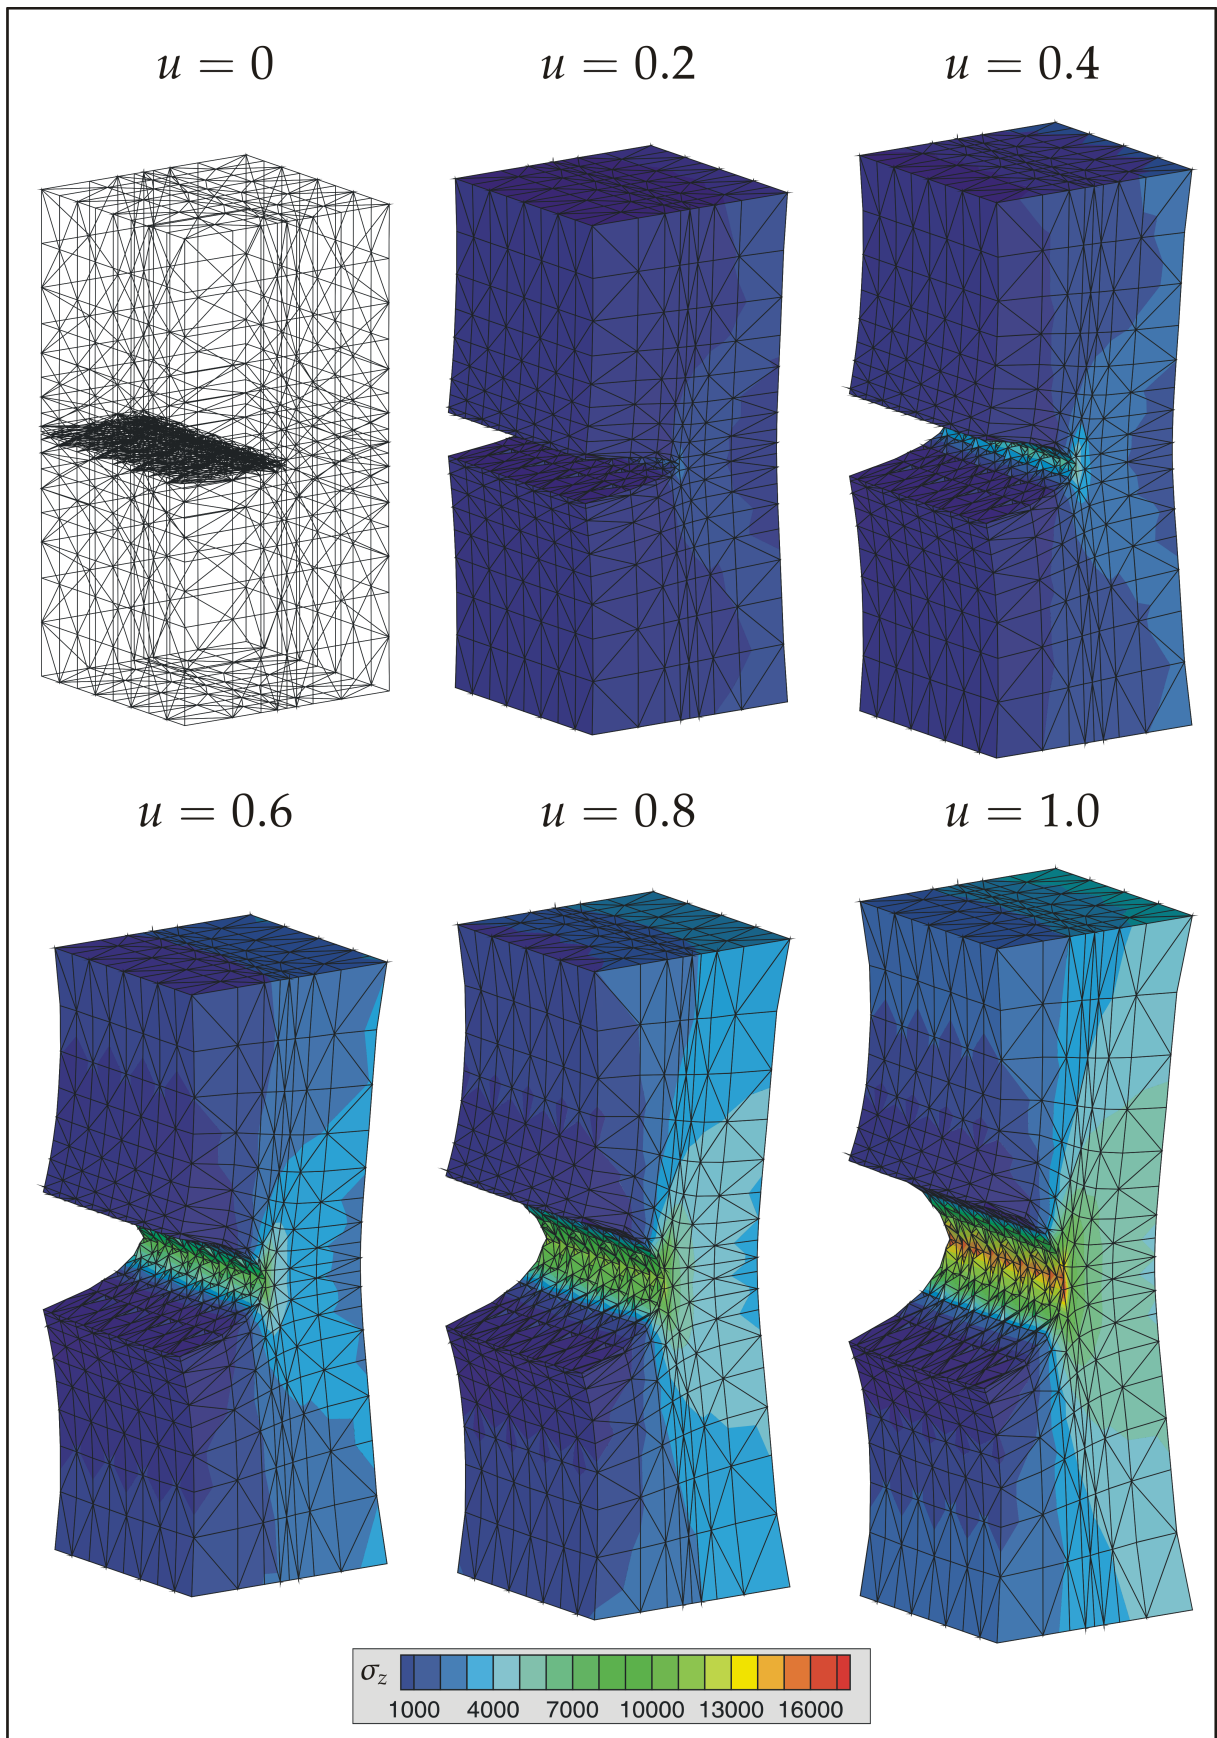 u = 0
u = 0.2
u = 0.4
u = 0.6
u = 0.8
u = 1.0
σz
1000 4000 7000 10000 13000 16000